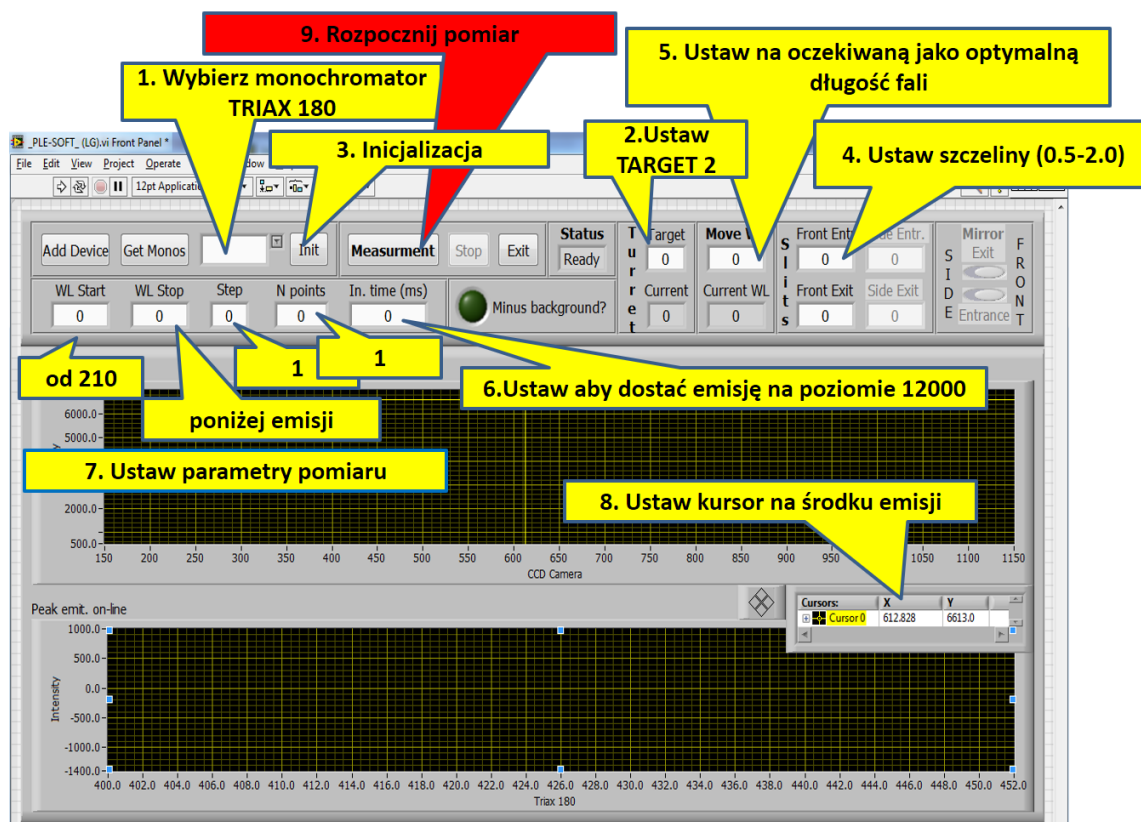 9. Rozpocznij pomiar
5. Ustaw na oczekiwaną jako optymalną
długość fali
1. Wybierz monochromator
TRIAX 180
2.Ustaw
TARGET 2
3. Inicjalizacja
4. Ustaw szczeliny (0.5-2.0)
_PLE-SOFT_ (LG).vi Front Panel *
File Edit View Project Operate
12pt
Add Device Get Monos Init Measurment Stop Exit
Status
Ready
Turret
Target
0
Current
0
0
Current WL
0
Slits
0
0
Front Exit Side Exit
0 0
SIDE
Mirror
Exit
Entrance
FRONT
WL Start WL Stop Step N points In. time (ms)
0 0 0 0 0
Minus background?
od 210
1
1
poniżej emisji
6.Ustaw aby dostać emisję na poziomie 12000
7. Ustaw parametry pomiaru
8. Ustaw kursor na środku emisji
6000.0
5000.0
2000.0
500.0
150 200 250 300 350 400 450 500 550 600 650 700 750 800 850 900 950 1050 1100 1150
CCD Camera
Peak emit. on-line
Cursors: X Y
Cursor 0 612.828 6613.0
1000.0
500.0
0.0
-500.0
-1000.0
-1400.0
Intensity
400.0 402.0 404.0 406.0 408.0 410.0 412.0 414.0 416.0 418.0 420.0 422.0 424.0 426.0 428.0 430.0 432.0 434.0 436.0 438.0 440.0 442.0 444.0 446.0 448.0 450.0 452.0
Triax 180